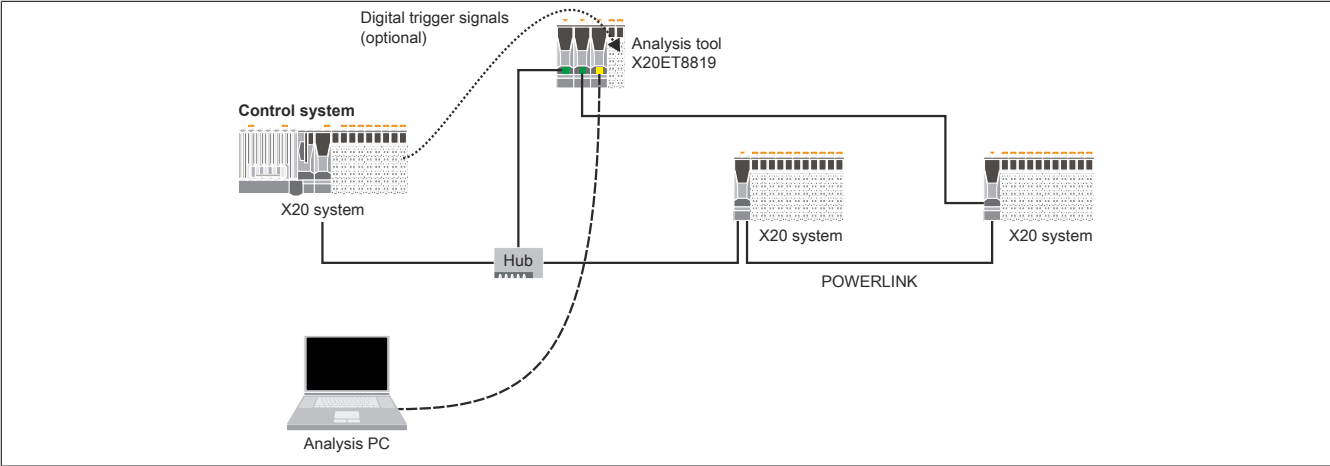 Digital trigger signals
(optional)
Analysis tool
X20ET8819
Control system
X20 system
X20 system
X20 system
Hub
POWERLINK
Analysis PC